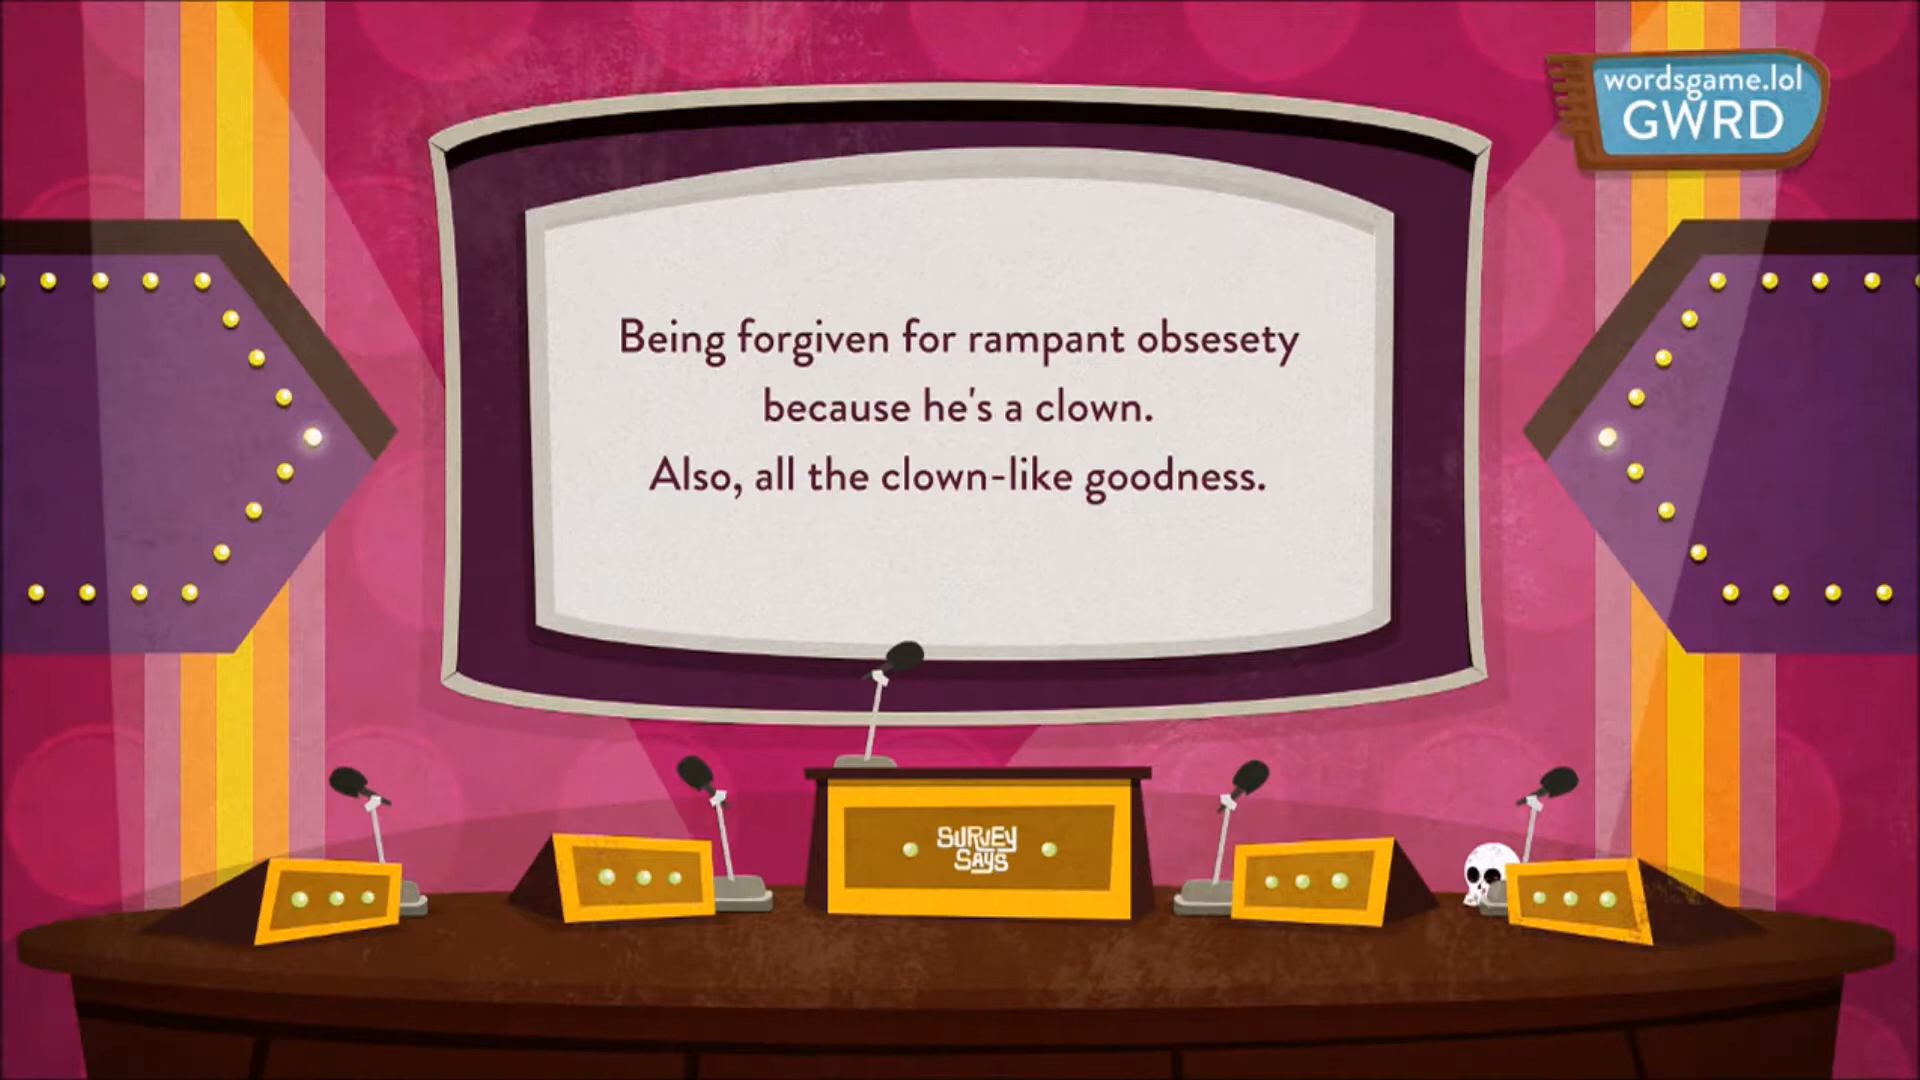 wordsgame.lol
GWRD
Being forgiven for rampant obsesety
because he's a clown.
Also, all the clown-like goodness.
SURVEY
SAYS